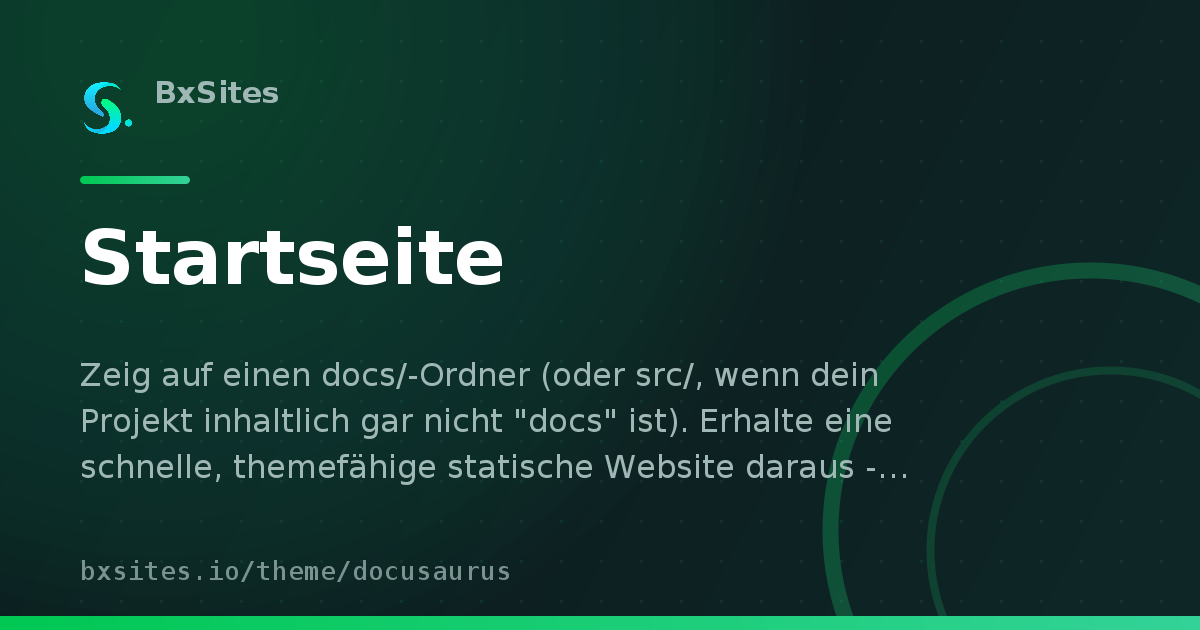 BxSites
Startseite
Zeig auf einen docs/-Ordner (oder src/, wenn dein
Projekt inhaltlich gar nicht "docs" ist). Erhalte eine
schnelle, themefähige statische Website daraus -…
bxsites.io/theme/docusaurus